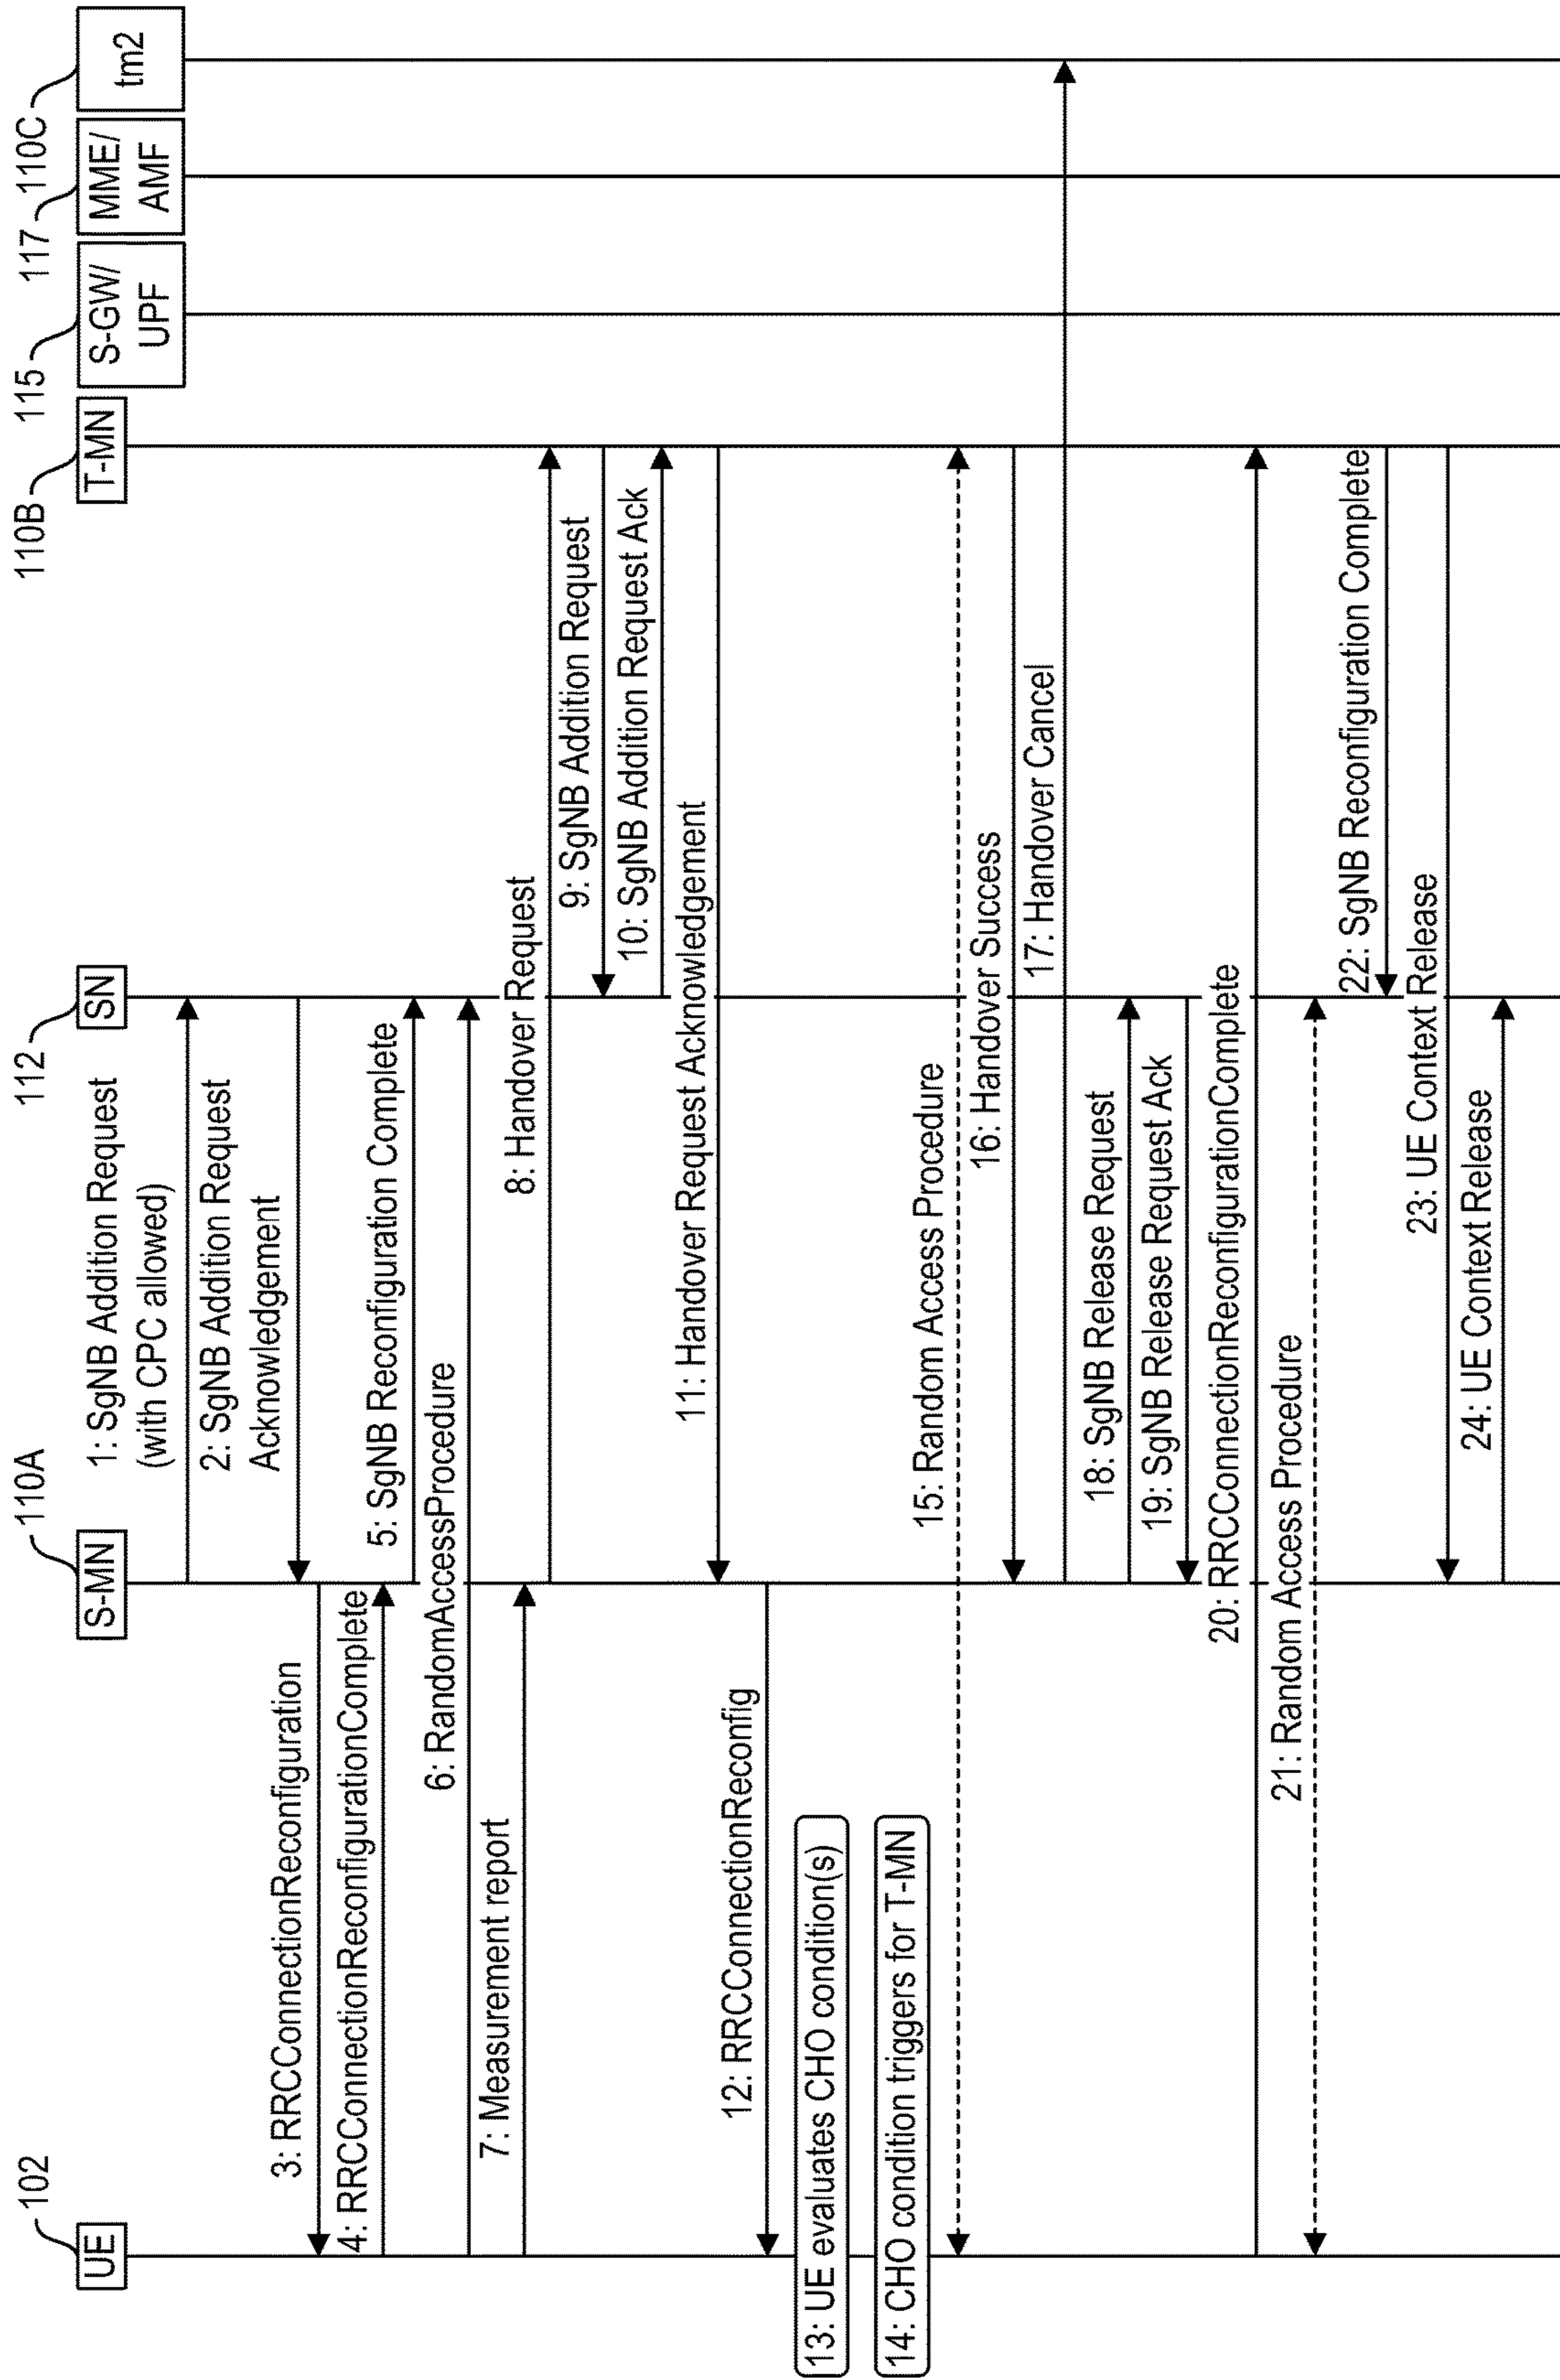 102
UE
110A
S-MN
112
SN
110B
T-MN
115
S-GW/
UPF
117
MME/
AMF
110C
tm2
1: SgNB Addition Request
(with CPC allowed)
2: SgNB Addition Request
Acknowledgement
3: RRCConnectionReconfiguration
4: RRCConnectionReconfigurationComplete
5: SgNB Reconfiguration Complete
6: RandomAccessProcedure
7: Measurement report
8: Handover Request
9: SgNB Addition Request
10: SgNB Addition Request Ack
11: Handover Request Acknowledgement
12: RRCConnectionReconfig
13: UE evaluates CHO condition(s)
14: CHO condition triggers for T-MN
15: Random Access Procedure
16: Handover Success
17: Handover Cancel
18: SgNB Release Request
19: SgNB Release Request Ack
20: RRCConnectionReconfigurationComplete
21: Random Access Procedure
22: SgNB Reconfiguration Complete
23: UE Context Release
24: UE Context Release